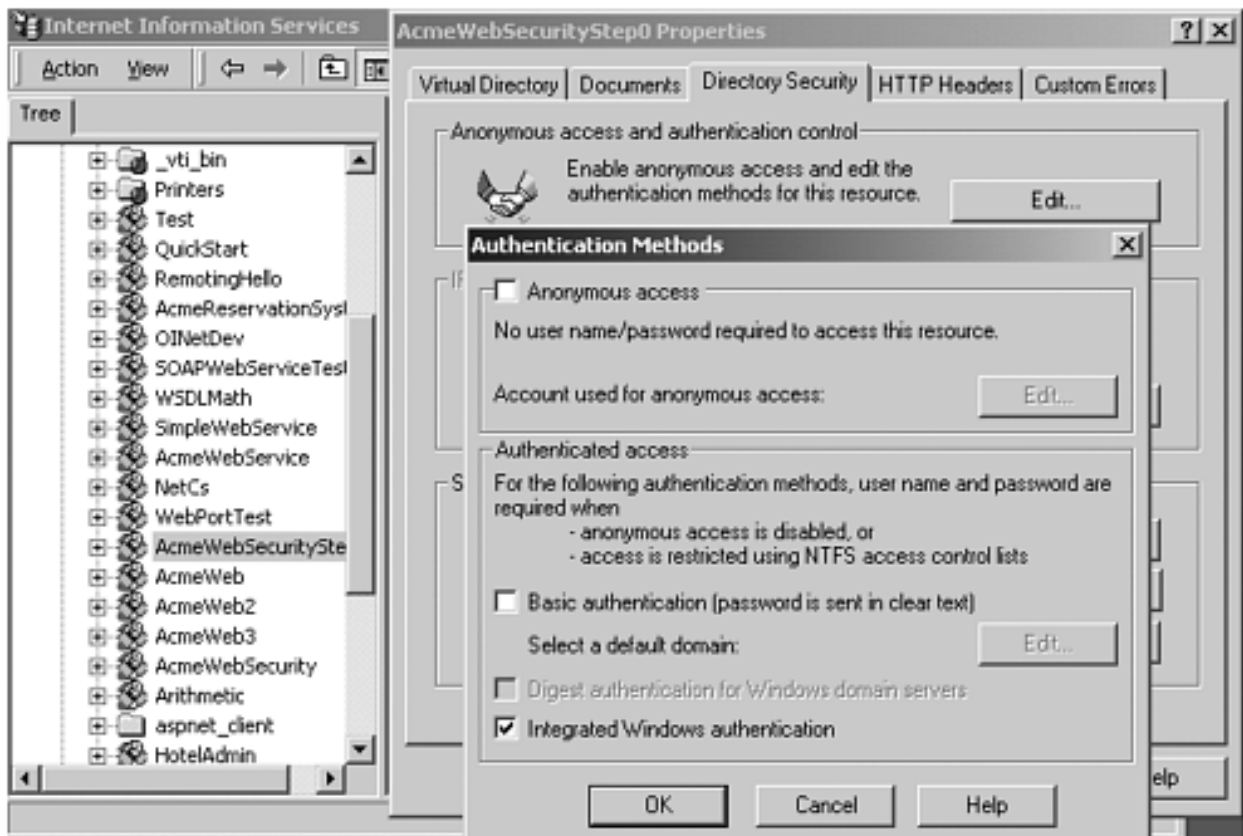 Internet Information Services
Action View
Tree
_vti_bin
Printers
Test
QuickStart
RemotingHello
AcmeReservationSyst
OINetDev
SOAPWebServiceTest
WSDLMath
SimpleWebService
AcmeWebService
NetCs
WebPortTest
AcmeWebSecuritySte
AcmeWeb
AcmeWeb2
AcmeWeb3
AcmeWebSecurity
Arithmetic
aspnet_client
HotelAdmin
AcmeWebSecurityStep0 Properties
Virtual Directory Documents Directory Security HTTP Headers Custom Errors
Anonymous access and authentication control
Enable anonymous access and edit the
authentication methods for this resource.
Edit...
Authentication Methods
Anonymous access
No user name/password required to access this resource.
Account used for anonymous access:
Edit...
Authenticated access
For the following authentication methods, user name and password are
required when
- anonymous access is disabled, or
- access is restricted using NTFS access control lists
Basic authentication (password is sent in clear text)
Select a default domain:
Edit...
Digest authentication for Windows domain servers
Integrated Windows authentication
OK Cancel Help
elp